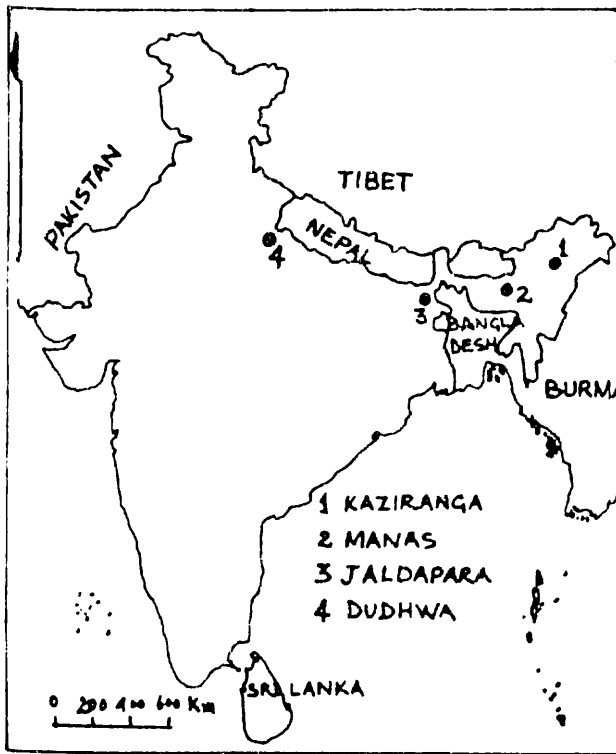 PAKISTAN
TIBET
NEPAL
4
1
2
3
BANGLA
DESH
BURMA
1 KAZIRANGA
2 MANAS
3 JALDAPARA
4 DUDHWA
SRI LANKA
0 200 400 600 Km